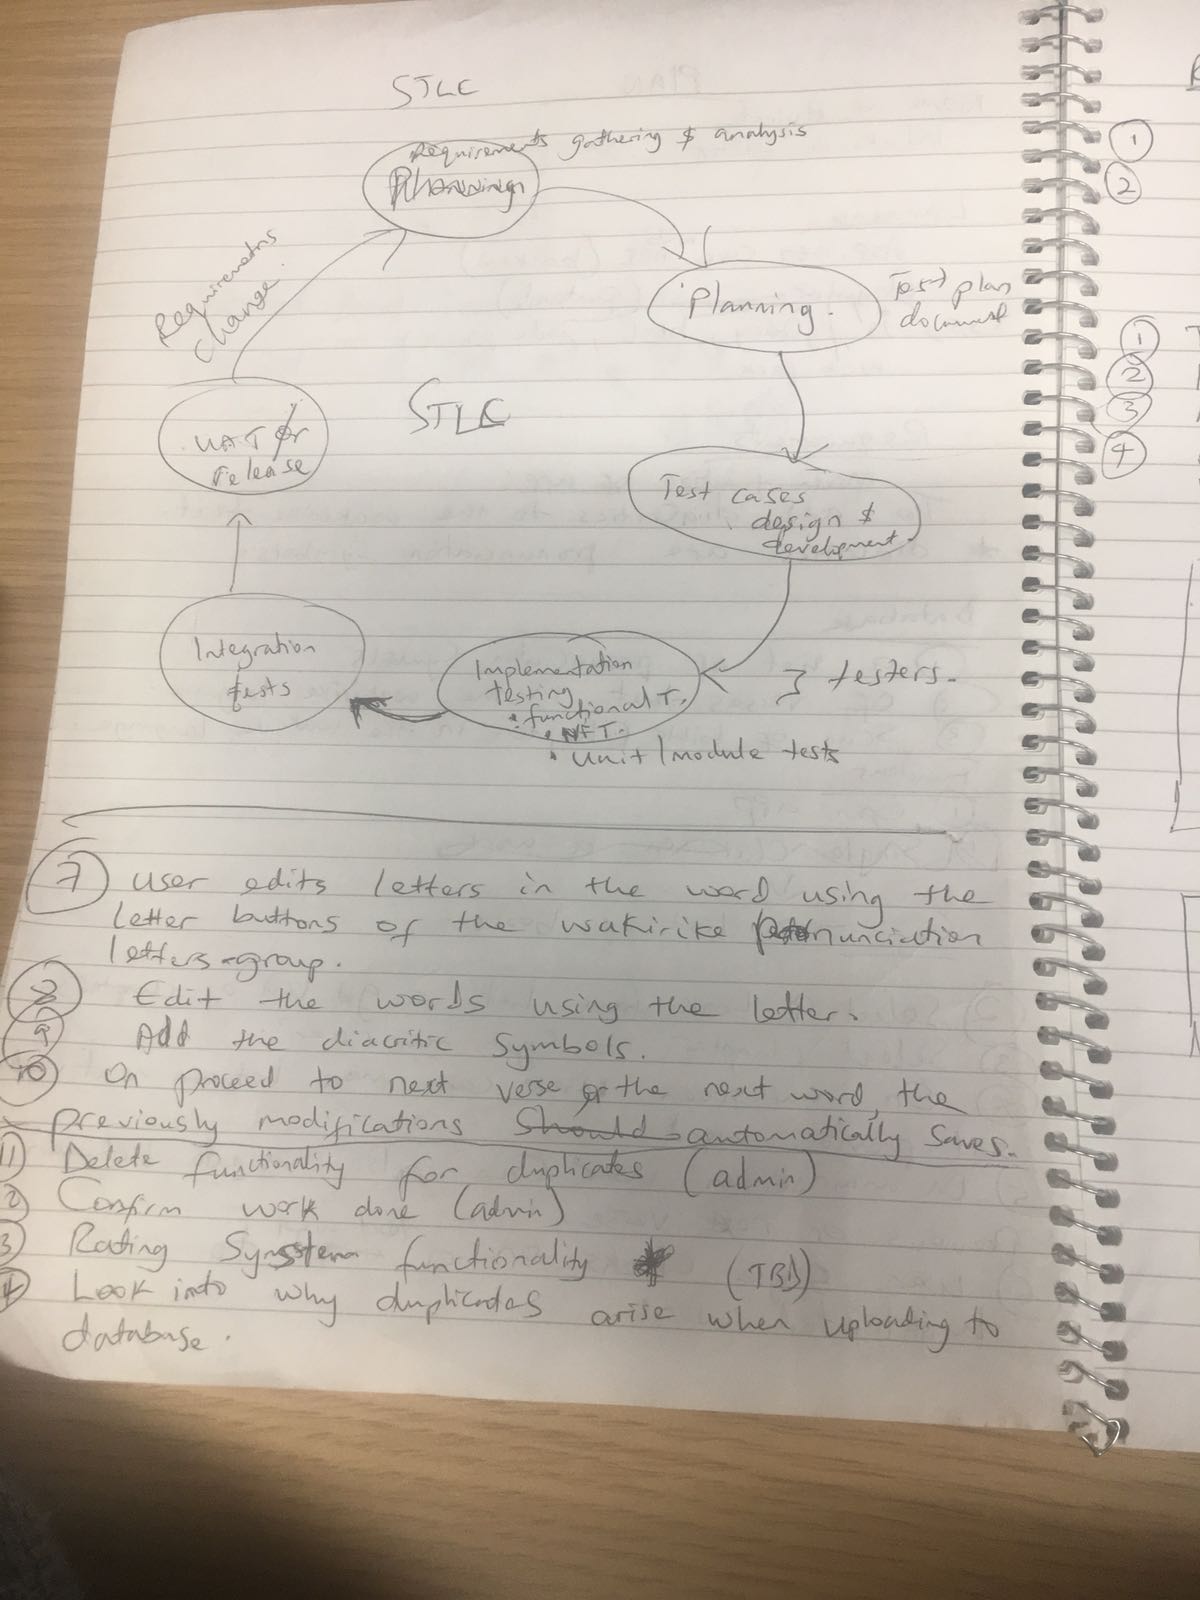 STLC
Requirements gathering & analysis
Planning
Planning.
Test plan
document
Requirements
change.
UAT or
release
STLC
Test cases
design &
development.
Integration
tests
Implementation
testing
• functional T.
• NFT.
• Unit/module tests
} testers.
⑦ User edits letters in the word using the
letter buttons of the wakirike pronunciation
letters-group.
⑧ Edit the words using the letter.
⑨ Add the diacritic symbols.
⑩ On proceed to next verse or the next word, the
previously modifications should automatically saves.
11 Delete functionality for duplicates (admin)
2 Confirm work done (admin)
3 Rating Sysstem functionality (TBD)
4 Look into why duplicates arise when uploading to
database.
①
②
①
②
③
④